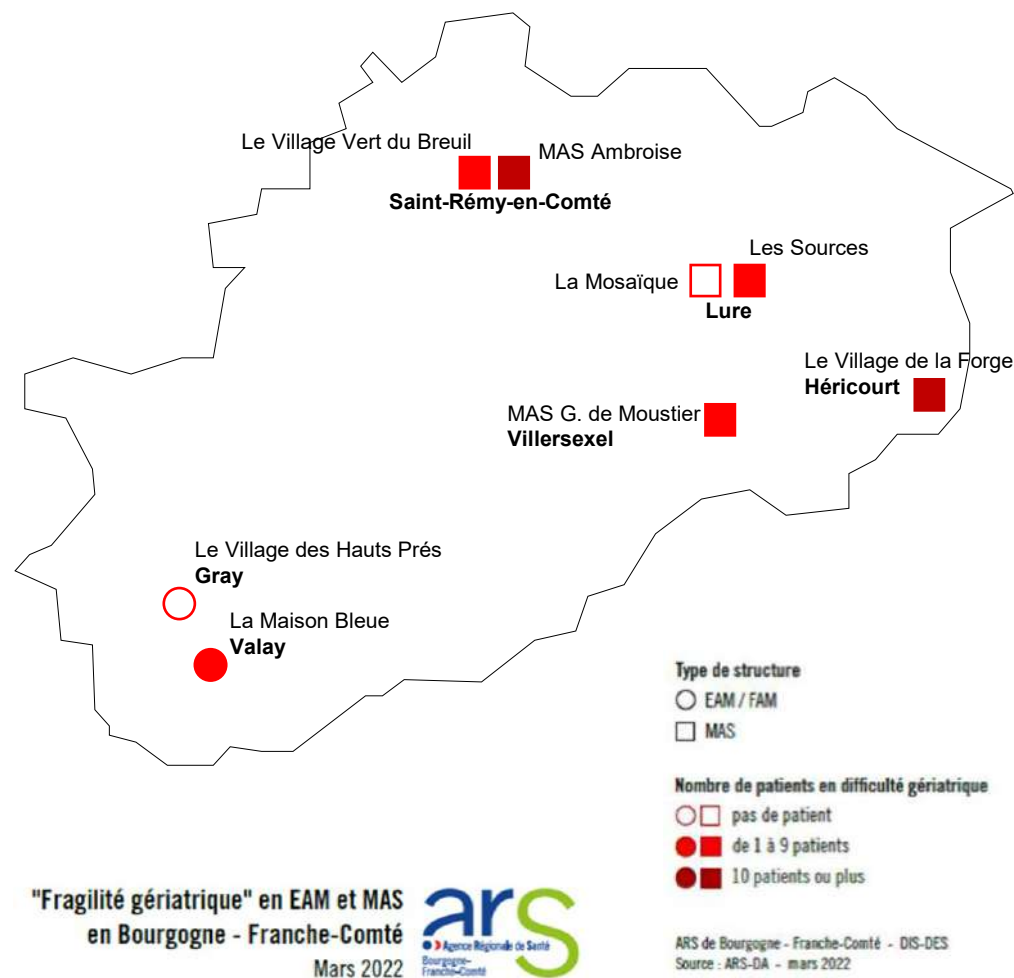 Le Village Vert du Breuil
MAS Ambroise
Saint-Rémy-en-Comté
Les Sources
La Mosaïque
Lure
Le Village de la Forge
Héricourt
MAS G. de Moustier
Villersexel
Le Village des Hauts Prés
Gray
La Maison Bleue
Valay
Type de structure
EAM / FAM
MAS
Nombre de patients en difficulté gériatrique
pas de patient
de 1 à 9 patients
10 patients ou plus
"Fragilité gériatrique" en EAM et MAS
en Bourgogne - Franche-Comté
Mars 2022
ars
Agence Régionale de Santé
Bourgogne-
Franche-Comté
ARS de Bourgogne - Franche-Comté - DIS-DES
Source : ARS-DA - mars 2022